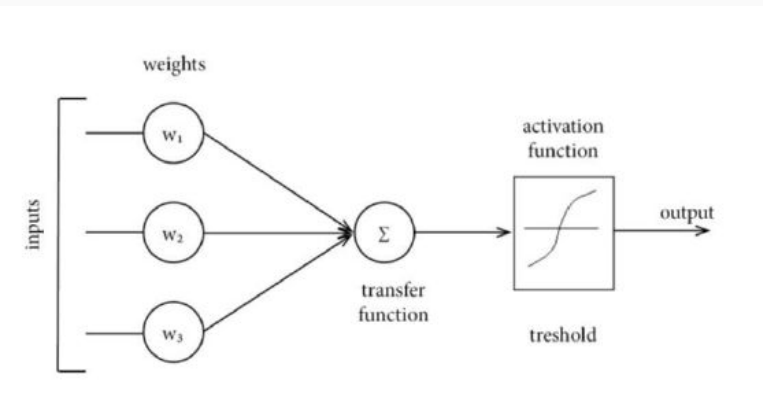 weights
inputs
w₁
w₂
w₃
Σ
transfer
function
activation
function
treshold
output